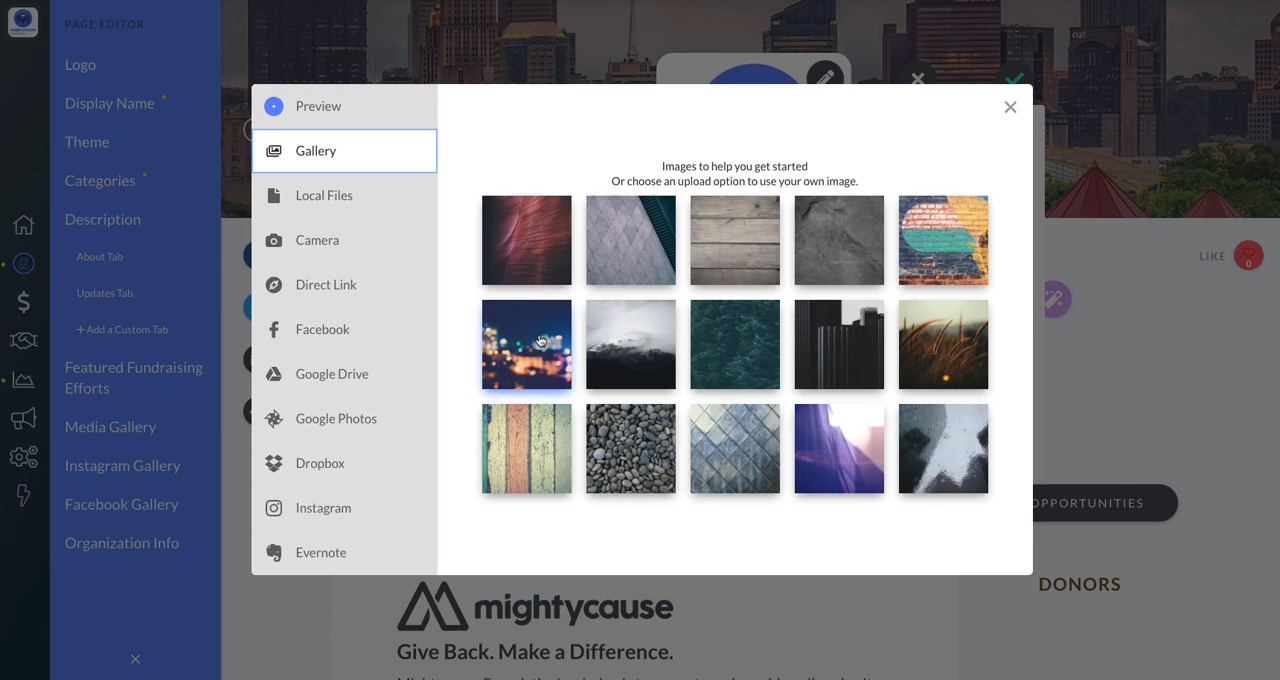 PAGE EDITOR
Logo
Display Name
Theme
Categories
Description
About Tab
Updates Tab
+ Add a Custom Tab
Featured Fundraising
Efforts
Media Gallery
Instagram Gallery
Facebook Gallery
Organization Info
Preview
Gallery
Local Files
Camera
Direct Link
Facebook
Google Drive
Google Photos
Dropbox
Instagram
Evernote
Images to help you get started
Or choose an upload option to use your own image.
LIKE
0
OPPORTUNITIES
DONORS
mightycause
Give Back. Make a Difference.